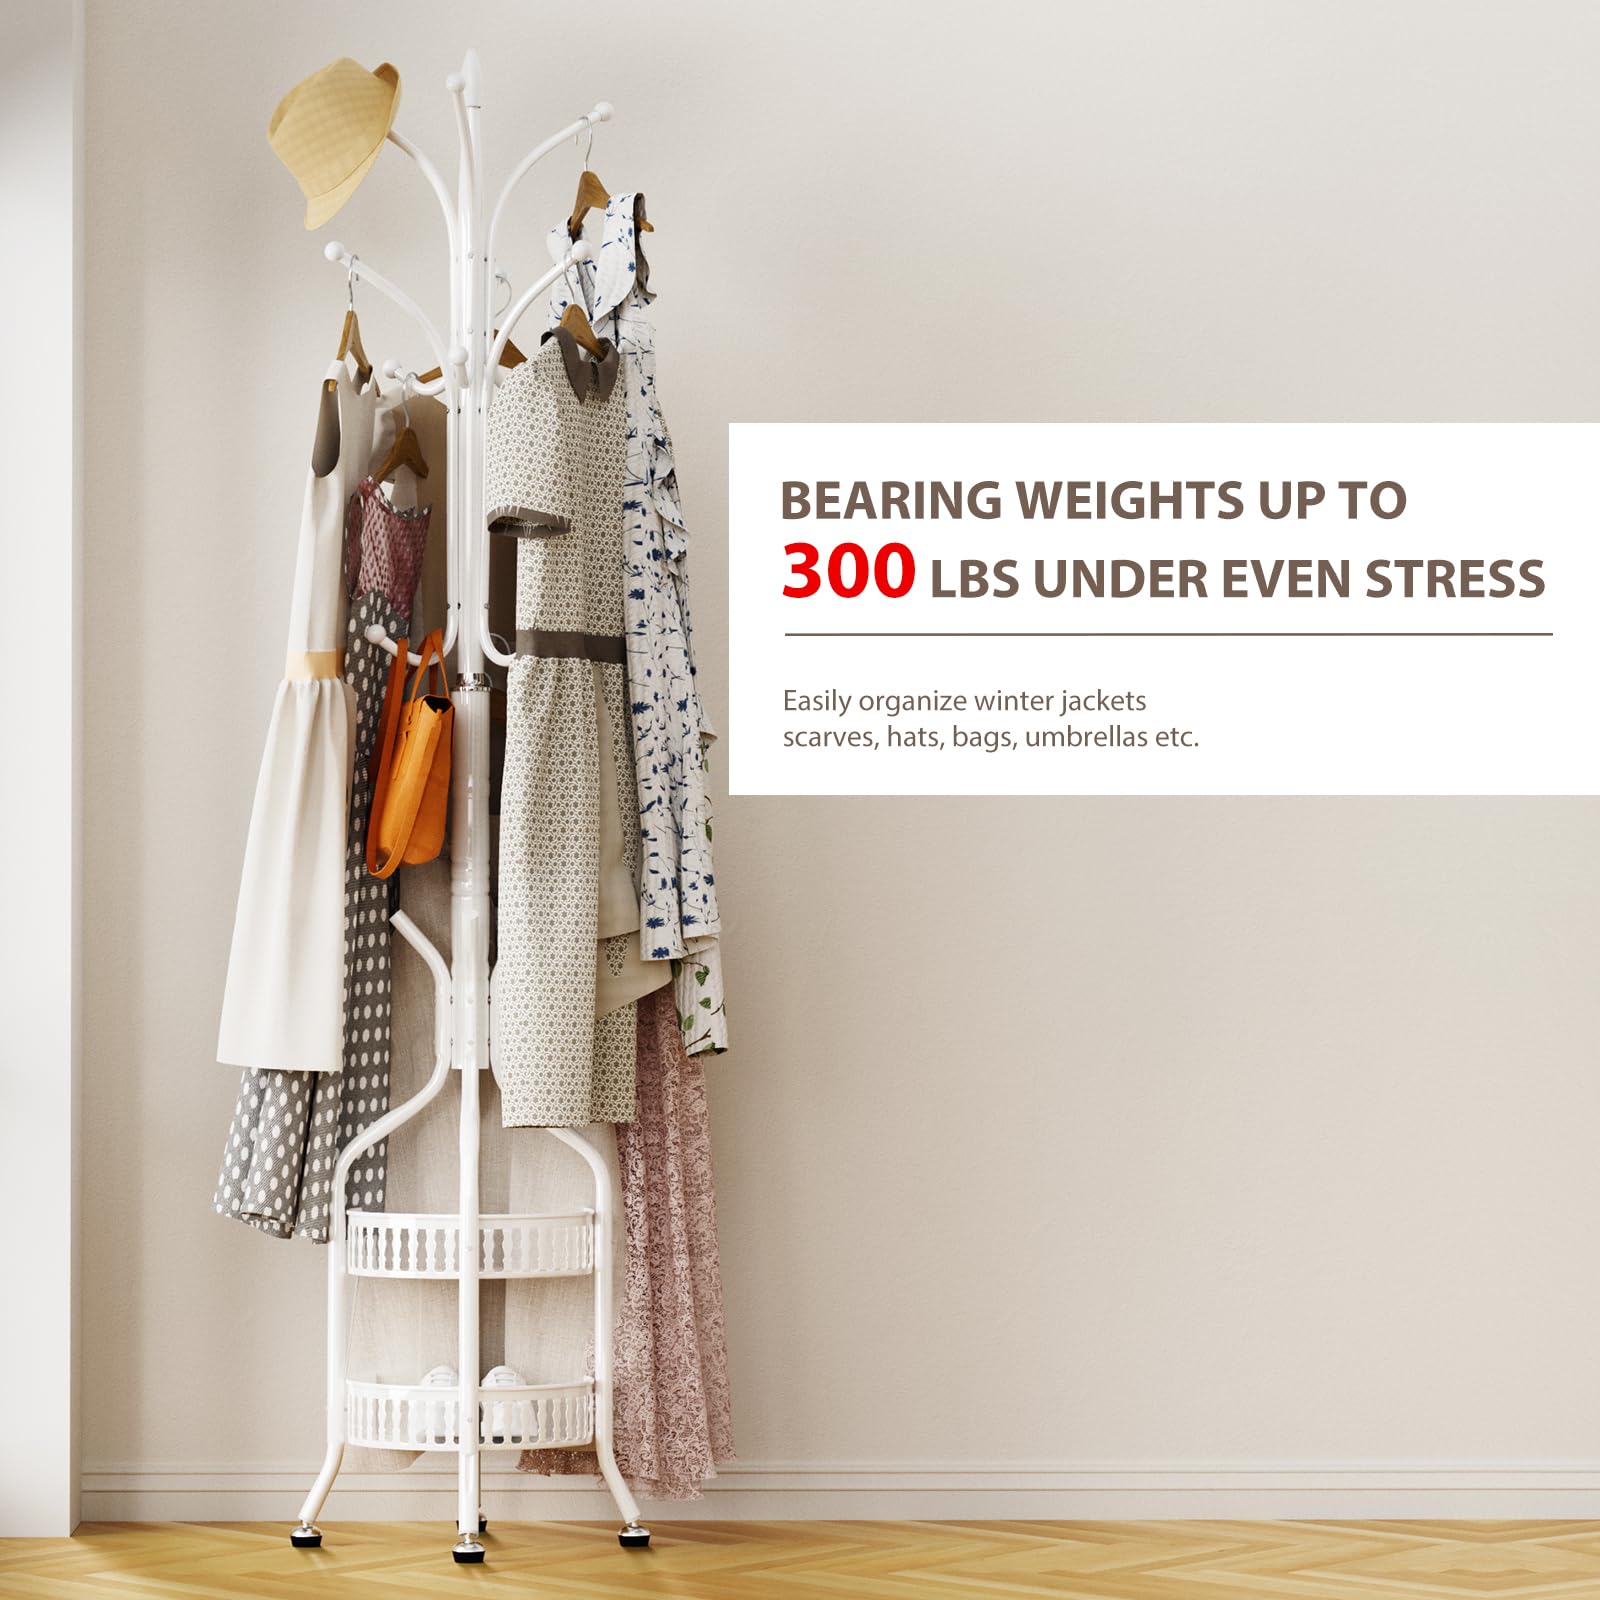 BEARING WEIGHTS UP TO
300 LBS UNDER EVEN STRESS
Easily organize winter jackets
scarves, hats, bags, umbrellas etc.